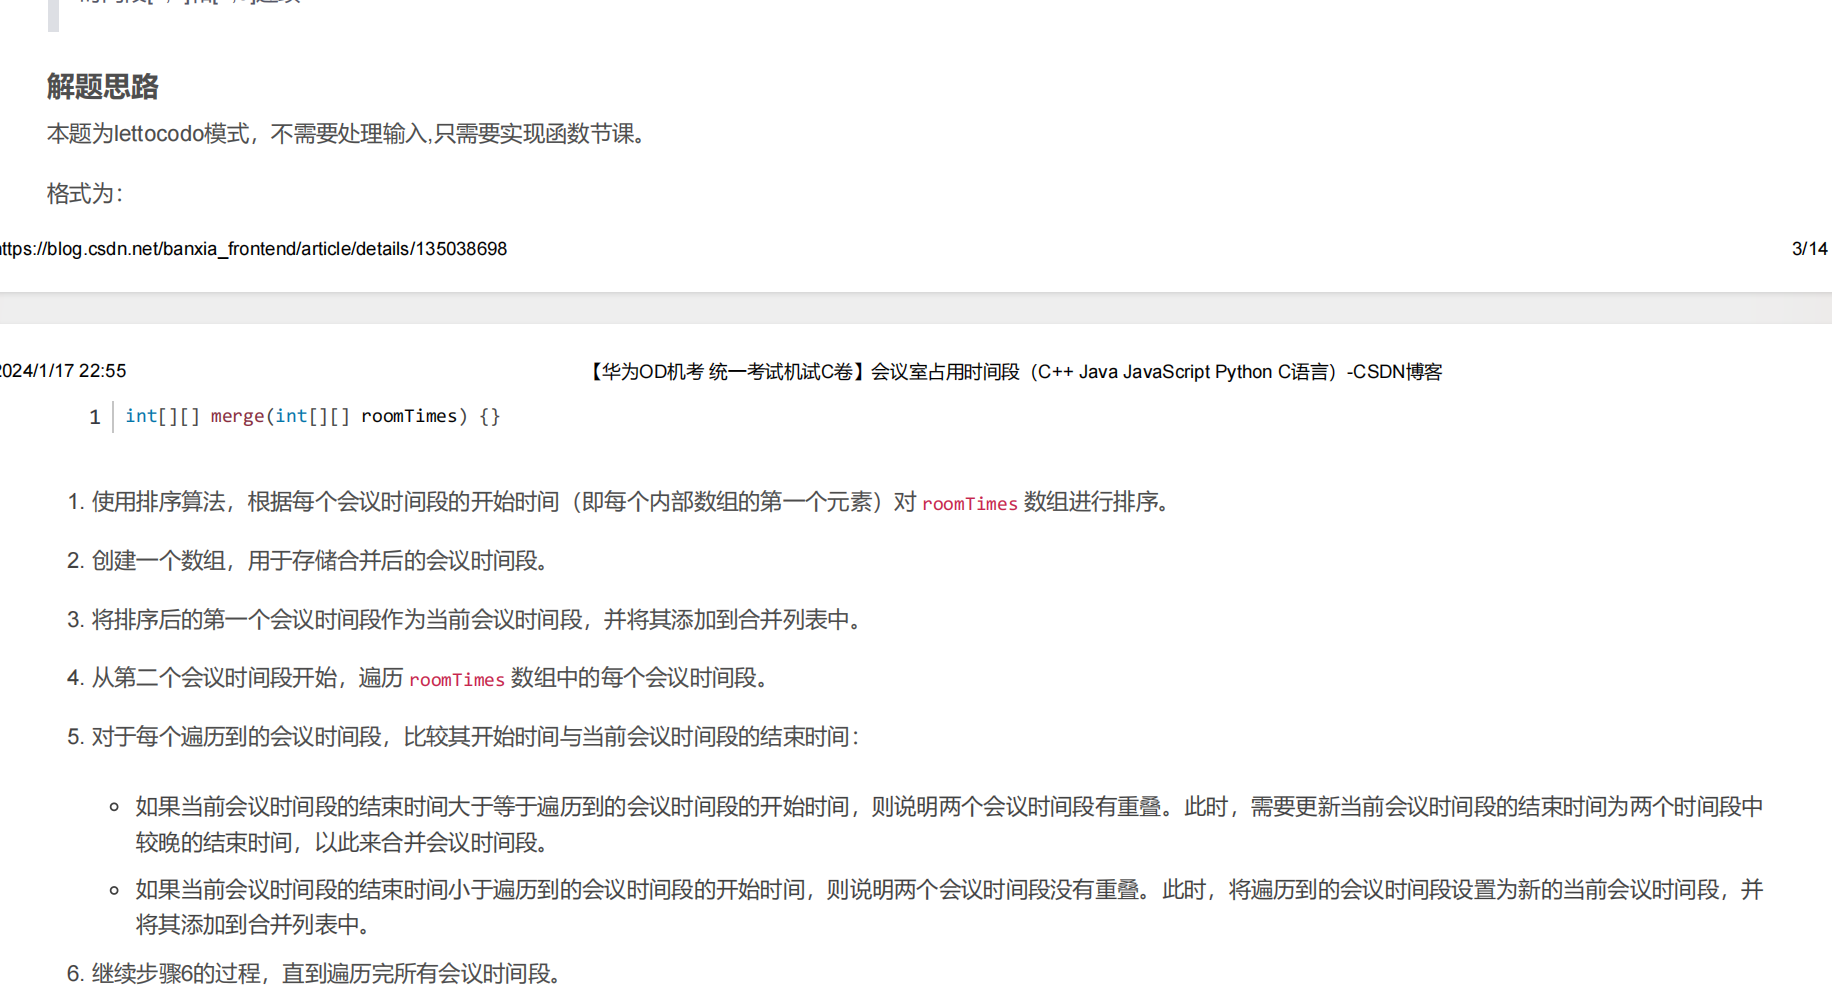 解题思路
本题为lettocodo模式，不需要处理输入,只需要实现函数节课。
格式为：
ttps://blog.csdn.net/banxia_frontend/article/details/135038698
3/14
2024/1/17 22:55
【华为OD机考 统一考试机试C卷】会议室占用时间段（C++ Java JavaScript Python C语言）-CSDN博客
1 int[][] merge(int[][] roomTimes) {}
1. 使用排序算法，根据每个会议时间段的开始时间（即每个内部数组的第一个元素）对 roomTimes 数组进行排序。
2. 创建一个数组，用于存储合并后的会议时间段。
3. 将排序后的第一个会议时间段作为当前会议时间段，并将其添加到合并列表中。
4. 从第二个会议时间段开始，遍历 roomTimes 数组中的每个会议时间段。
5. 对于每个遍历到的会议时间段，比较其开始时间与当前会议时间段的结束时间：
如果当前会议时间段的结束时间大于等于遍历到的会议时间段的开始时间，则说明两个会议时间段有重叠。此时，需要更新当前会议时间段的结束时间为两个时间段中
较晚的结束时间，以此来合并会议时间段。
如果当前会议时间段的结束时间小于遍历到的会议时间段的开始时间，则说明两个会议时间段没有重叠。此时，将遍历到的会议时间段设置为新的当前会议时间段，并
将其添加到合并列表中。
6. 继续步骤6的过程，直到遍历完所有会议时间段。